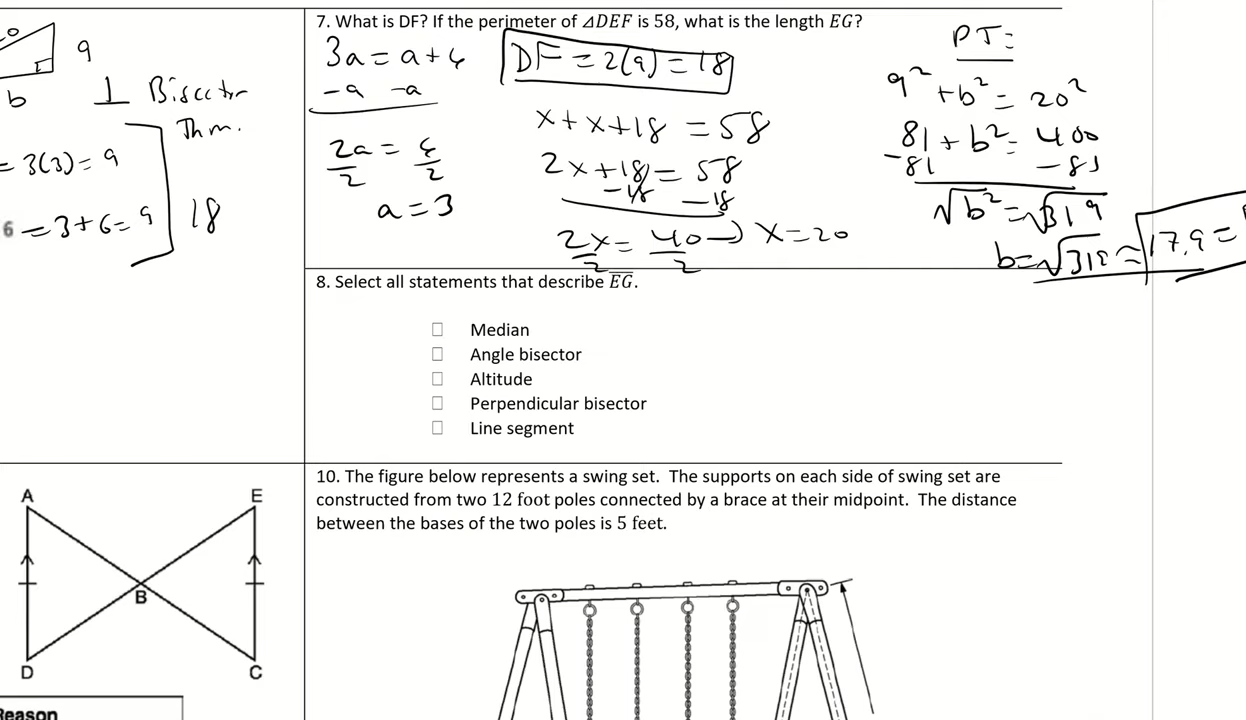 20
9
b
⊥ Bisector
Thm.
= 3(3) = 9
6 = 3 + 6 = 9
18
7. What is DF? If the perimeter of ⊿DEF is 58, what is the length EG?
3a = a + 6
-a -a
2a = 6
2 2
a = 3
DF = 2(9) = 18
x + x + 18 = 58
2x + 18 = 58
-18 -18
2x = 40 → x = 20
2 2
PT:
9² + b² = 20²
81 + b² = 400
-81 -81
√b² = √319
b = √319 ≈ 17.9 =
8. Select all statements that describe E͞G͞.
☐ Median
☐ Angle bisector
☐ Altitude
☐ Perpendicular bisector
☐ Line segment
A
E
B
D
C
Reason
10. The figure below represents a swing set. The supports on each side of swing set are
constructed from two 12 foot poles connected by a brace at their midpoint. The distance
between the bases of the two poles is 5 feet.